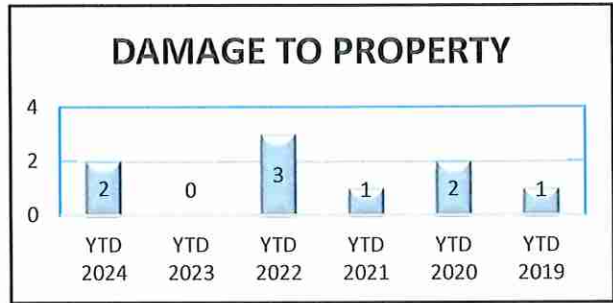 DAMAGE TO PROPERTY
4
2
0
2 0 3 1 2 1
YTD YTD YTD YTD YTD YTD
2024 2023 2022 2021 2020 2019